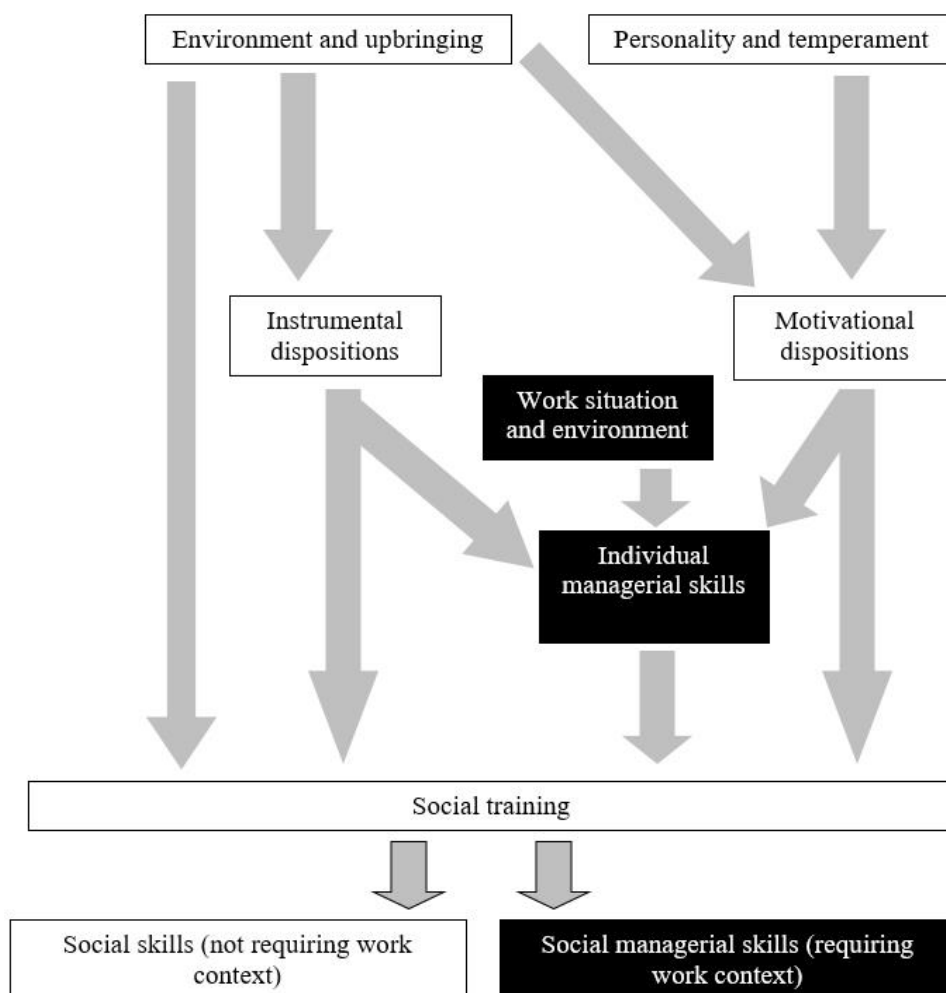 Environment and upbringing
Personality and temperament
Instrumental
dispositions
Motivational
dispositions
Work situation
and environment
Individual
managerial skills
Social training
Social skills (not requiring work
context)
Social managerial skills (requiring
work context)